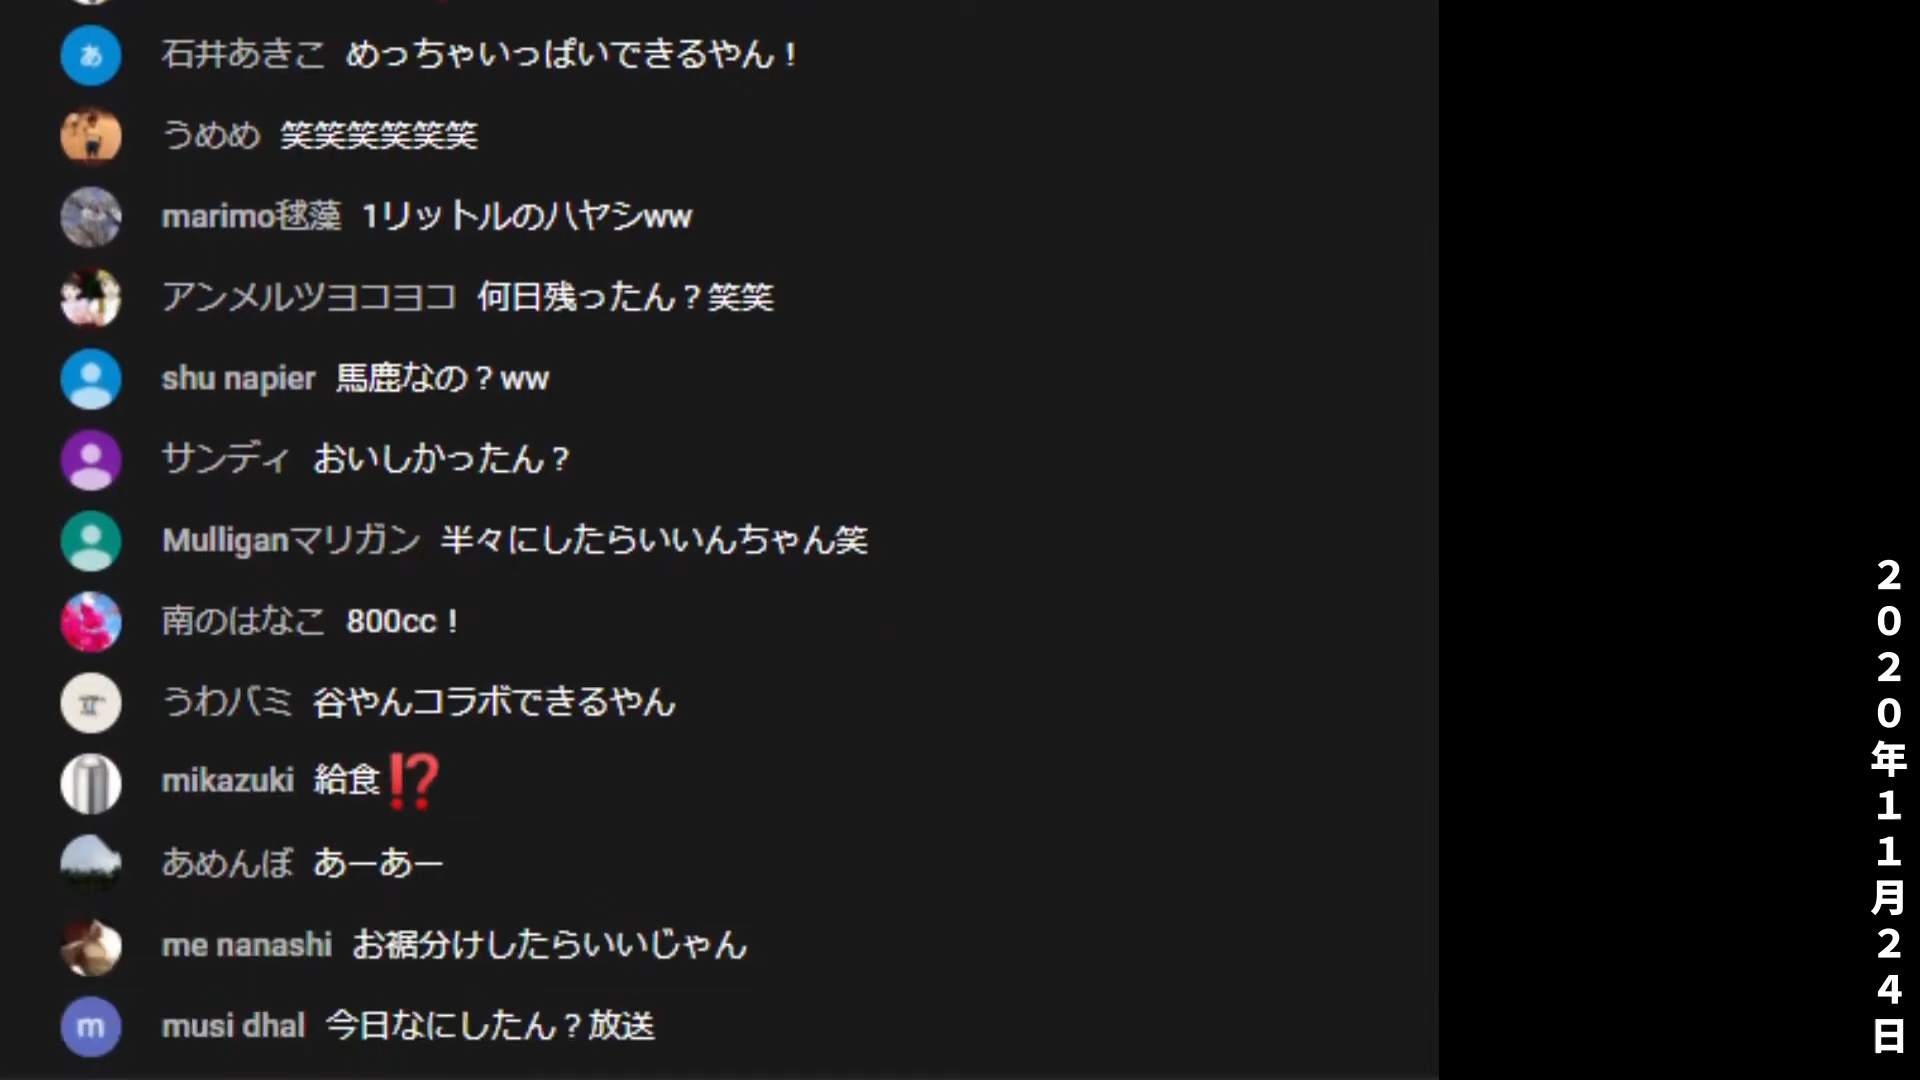 あ 石井あきこ めっちゃいっぱいできるやん！
うめめ 笑笑笑笑笑笑
marimo毬藻 1リットルのハヤシww
アンメルツヨコヨコ 何日残ったん？笑笑
shu napier 馬鹿なの？ww
サンディ おいしかったん？
Mulliganマリガン 半々にしたらいいんちゃん笑
南のはなこ 800cc！
うわバミ 谷やんコラボできるやん
mikazuki 給食⁉️
あめんぼ あーあー
me nanashi お裾分けしたらいいじゃん
m musi dhal 今日なにしたん？放送
2020年11月24日